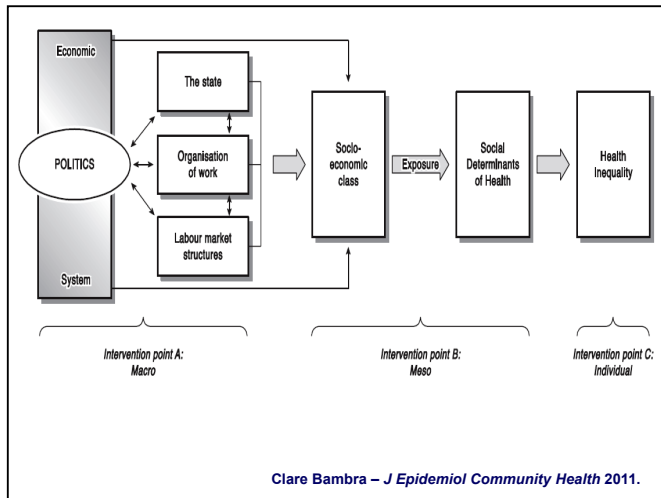 Economic
POLITICS
System
The state
Organisation
of work
Labour market
structures
Socio-
economic
class
Exposure
Social
Determinants
of Health
Health
Inequality
Intervention point A:
Macro
Intervention point B:
Meso
Intervention point C:
Individual
Clare Bambra – J Epidemiol Community Health 2011.